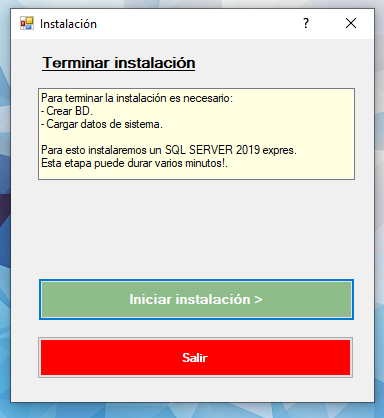 Instalación
?
Terminar instalación
Para terminar la instalación es necesario:
- Crear BD.
- Cargar datos de sistema.
Para esto instalaremos un SQL SERVER 2019 expres.
Esta etapa puede durar varios minutos!.
Iniciar instalación >
Salir